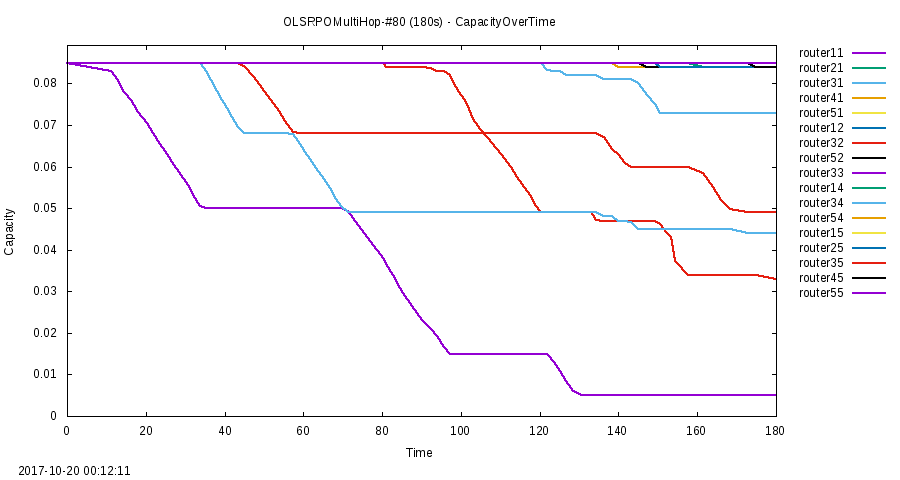 OLSRPOMultiHop-#80 (180s) - CapacityOverTime
Capacity
0.08
0.07
0.06
0.05
0.04
0.03
0.02
0.01
0
0 20 40 60 80 100 120 140 160 180
Time
router11
router21
router31
router41
router51
router12
router32
router52
router33
router14
router34
router54
router15
router25
router35
router45
router55
2017-10-20 00:12:11